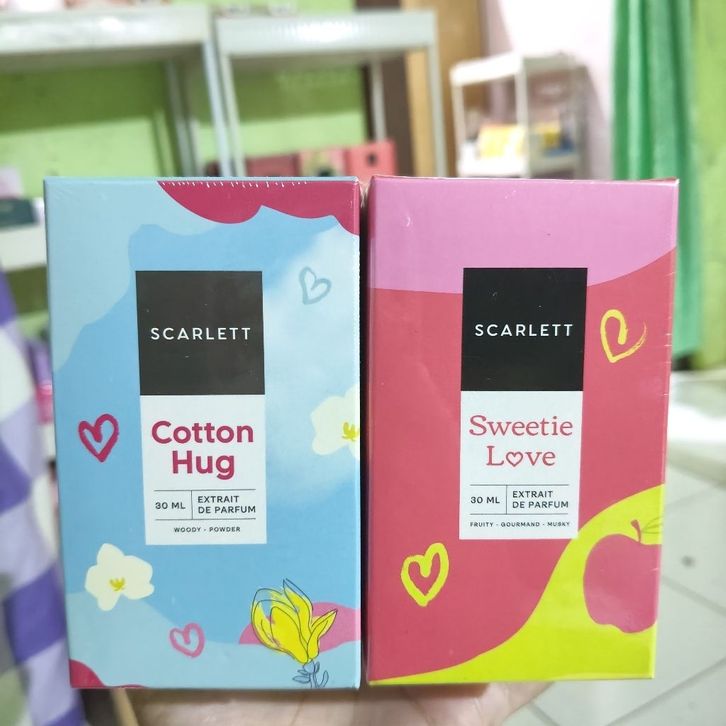 SCARLETT
Cotton
Hug
30 ML
EXTRAIT
DE PARFUM
WOODY - POWDER
SCARLETT
Sweetie
Love
30 ML
EXTRAIT
DE PARFUM
FRUITY - GOURMAND - MUSKY